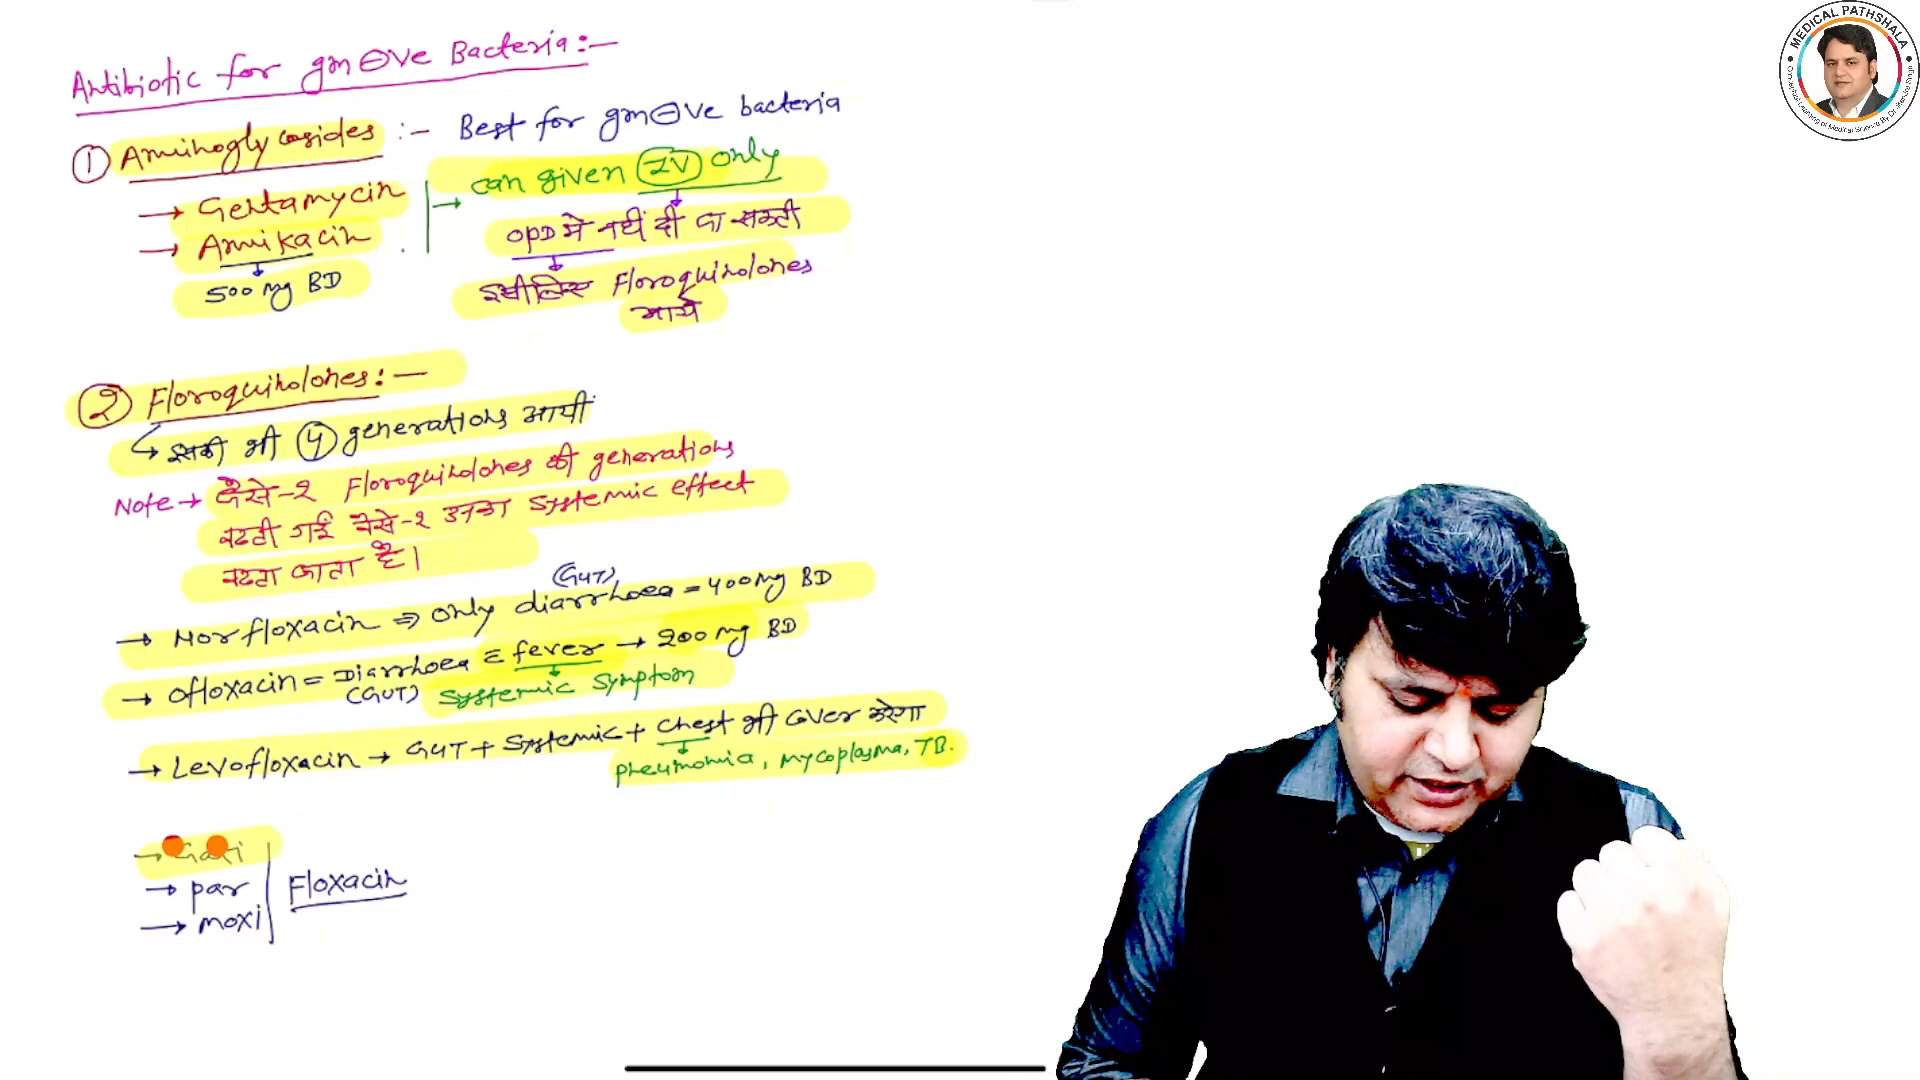 Antibiotic for gm⊖ve Bacteria:-
① Aminoglycosides :- Best for gm⊖ve bacteria
→ Gentamycin
→ can given IV only
→ Amikacin
OPD में नहीं दी जा सकती
500 mg BD
इसीलिए Floroquinolones
आये
② Floroquinolones:-
↳ इसकी भी ④ generations आयी
Note → जैसे-2 Floroquinolones की generations
बढती गई वैसे-2 उनका systemic effect
बढता जाता है।
(GUT)
→ Norfloxacin ⇒ only diarrhoea = 400mg BD
→ Ofloxacin = Diarrhoea c fever → 200 mg BD
(GUT) systemic symptom
→ Levofloxacin → GUT + Systemic + chest भी cover करेगा
pneumonia, mycoplasma, TB.
→ Gati
→ par
Floxacin
→ moxi
MEDICAL PATHSHALA